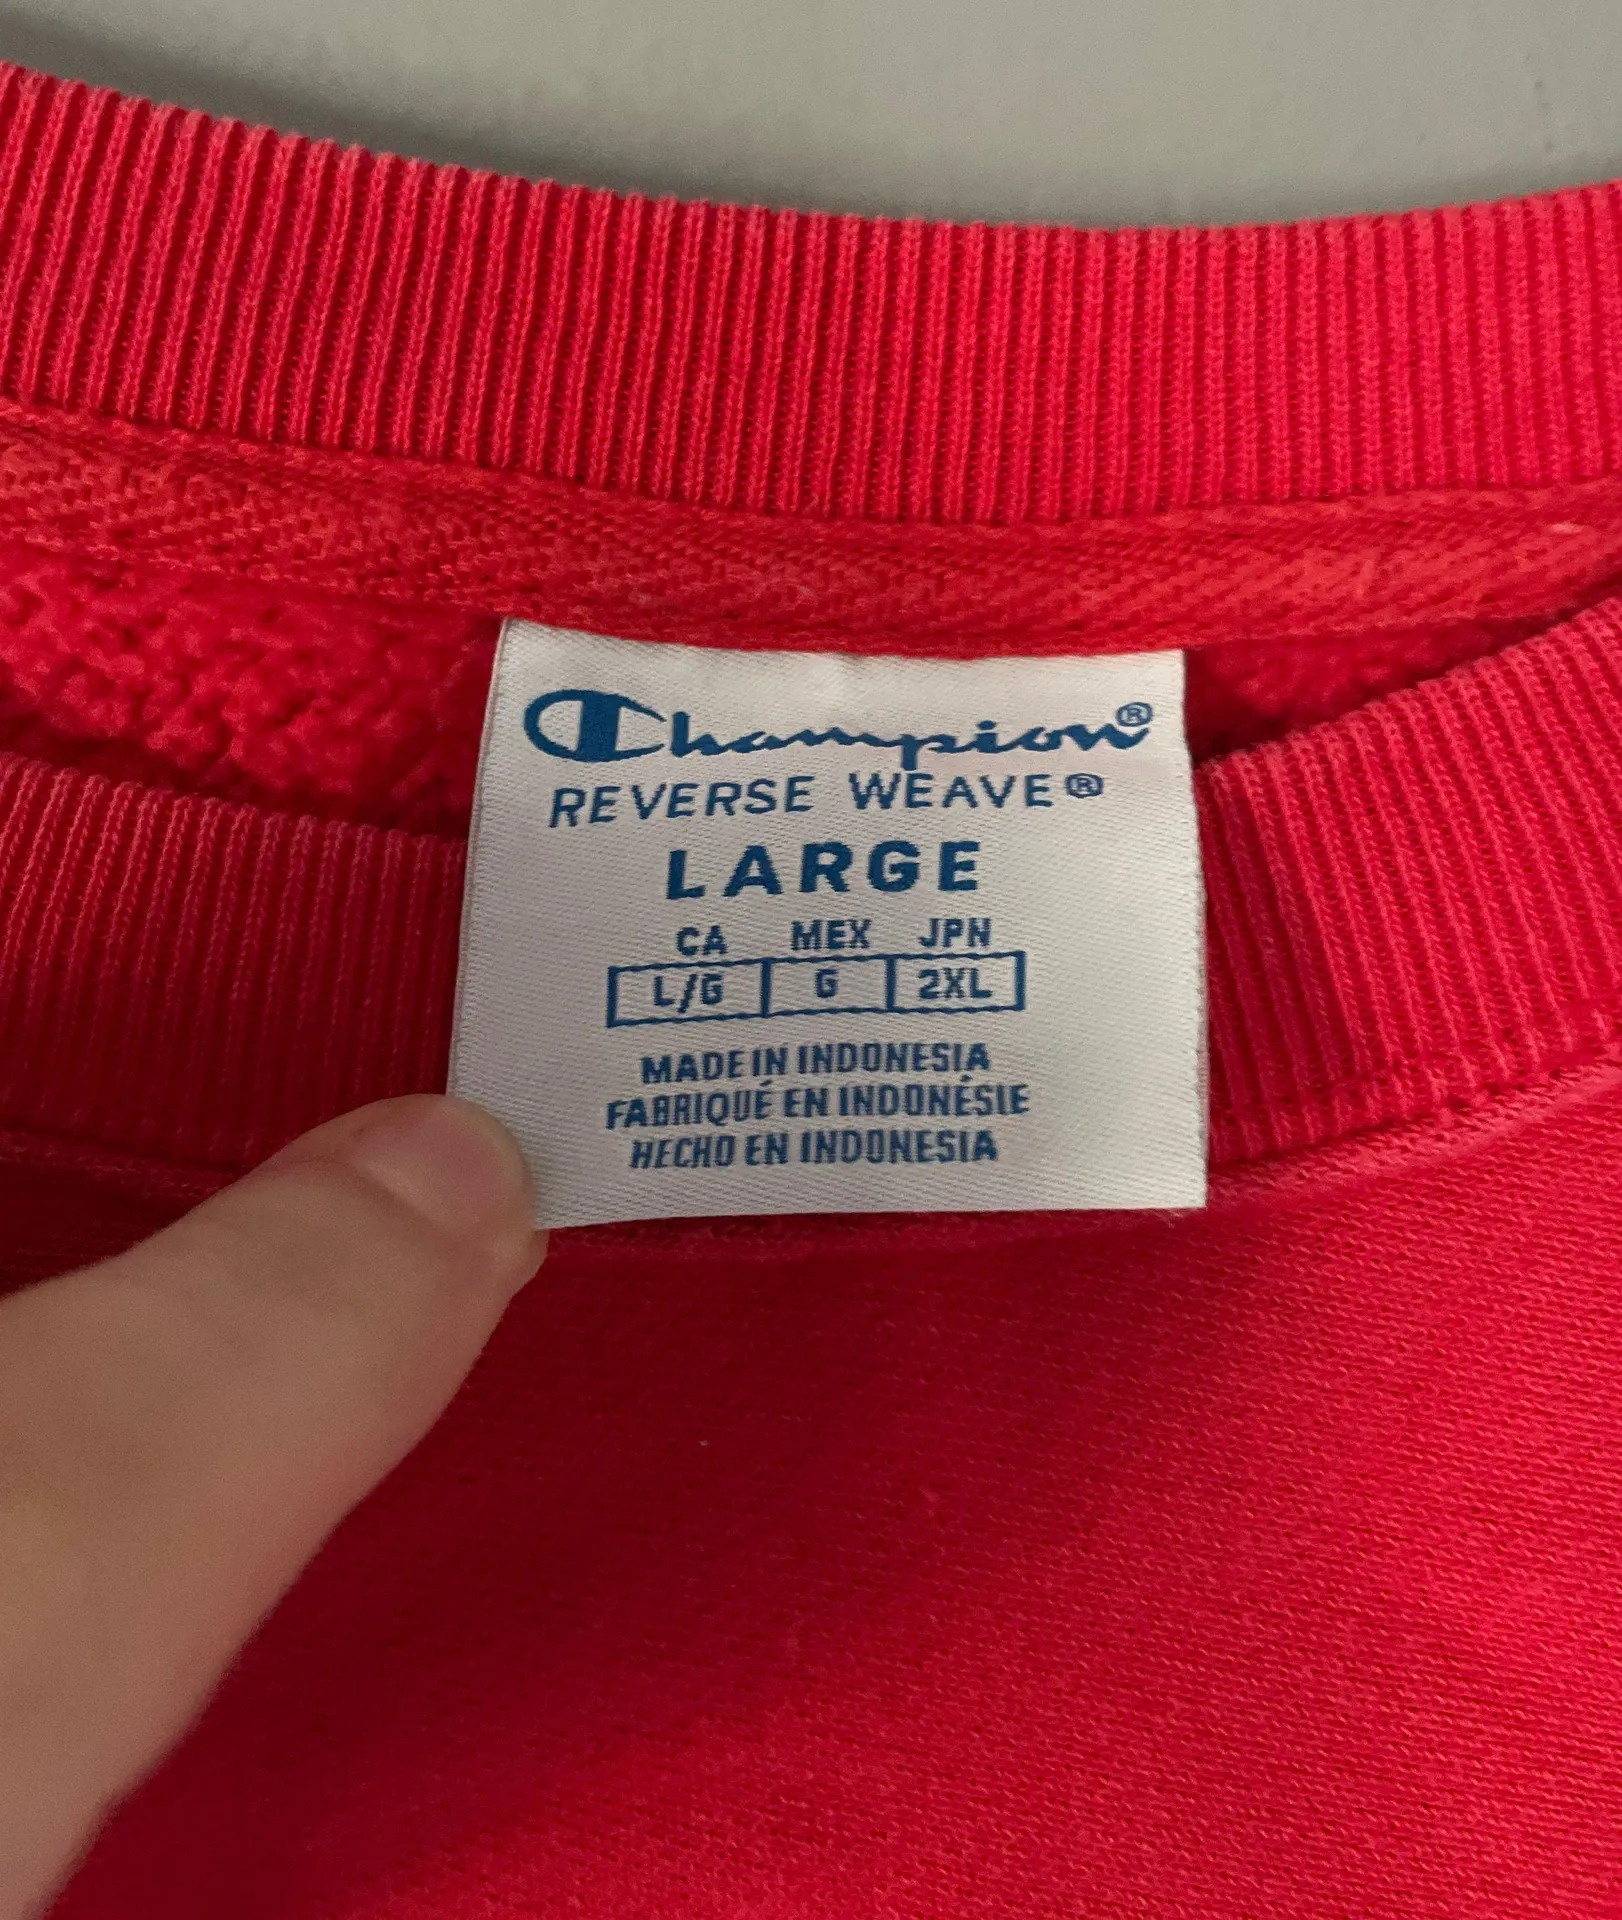 Champion®
REVERSE WEAVE®
LARGE
CA MEX JPN
L/G G 2XL
MADE IN INDONESIA
FABRIQUÉ EN INDONÉSIE
HECHO EN INDONESIA